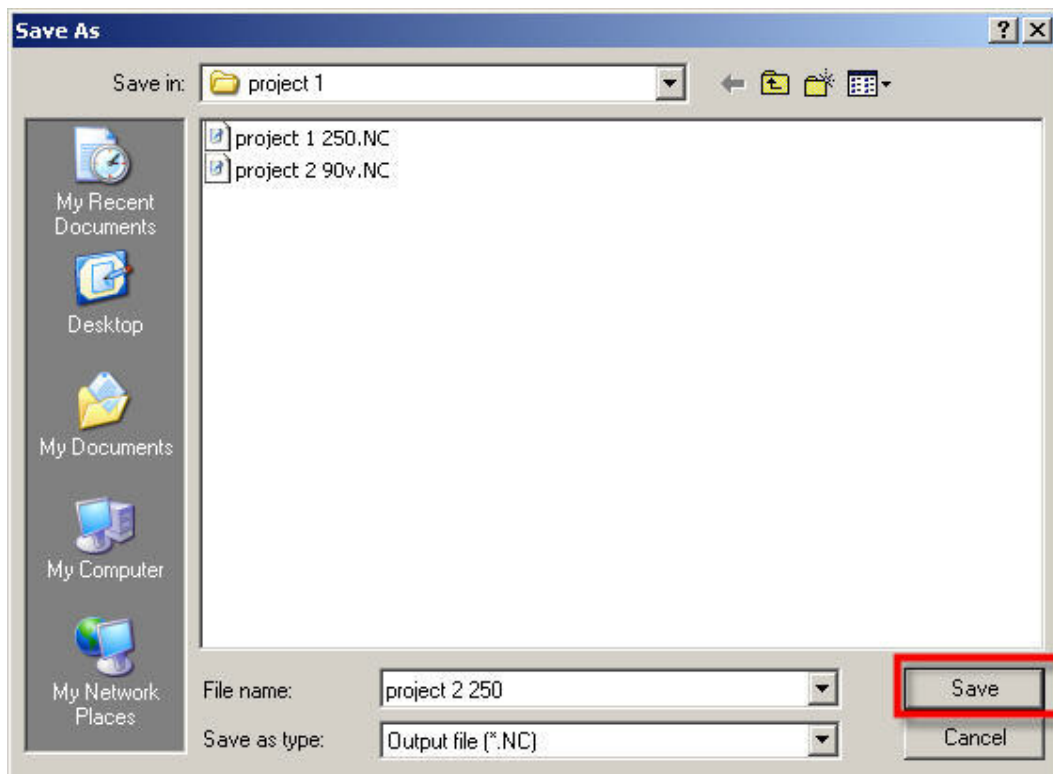 Save As
Save in:
project 1
project 1 250.NC
project 2 90v.NC
My Recent
Documents
Desktop
My Documents
My Computer
My Network
Places
File name:
project 2 250
Save
Save as type:
Output file (*.NC)
Cancel